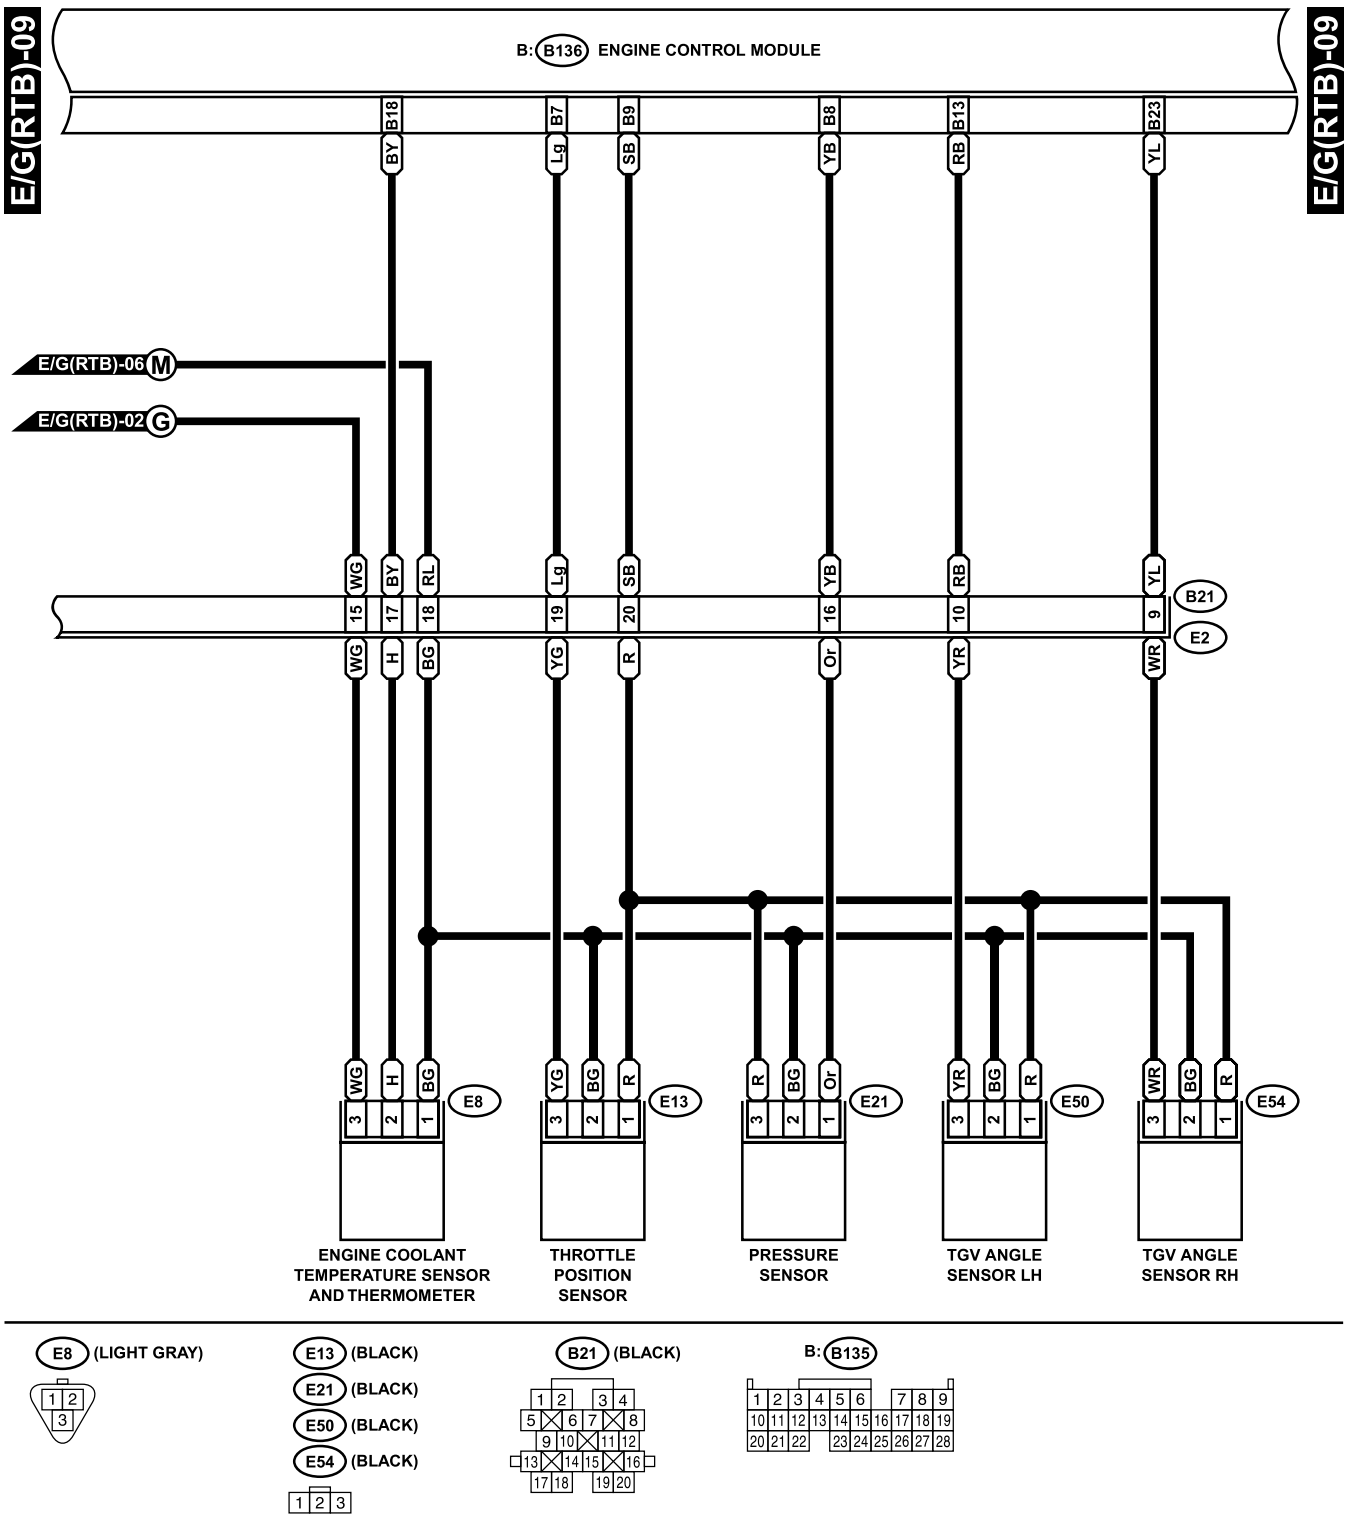 E/G(RTB)-09
E/G(RTB)-09
B: B136 ENGINE CONTROL MODULE
B18 B7 B9 B8 B13 B23
BY Lg SB YB RB YL
E/G(RTB)-06 M
E/G(RTB)-02 G
WG BY RL Lg SB YB RB YL
B21
15 17 18 19 20 16 10 9
E2
WG H BG YG R Or YR WR
WG H BG YG BG R R BG Or YR BG R WR BG R
E8 E13 E21 E50 E54
3 2 1 3 2 1 3 2 1 3 2 1 3 2 1
ENGINE COOLANT
TEMPERATURE SENSOR
AND THERMOMETER
THROTTLE
POSITION
SENSOR
PRESSURE
SENSOR
TGV ANGLE
SENSOR LH
TGV ANGLE
SENSOR RH
E8 (LIGHT GRAY)
1 2
3
E13 (BLACK)
E21 (BLACK)
E50 (BLACK)
E54 (BLACK)
1 2 3
B21 (BLACK)
1 2 3 4
5 6 7 8
9 10 11 12
13 14 15 16
17 18 19 20
B: B135
1 2 3 4 5 6 7 8 9
10 11 12 13 14 15 16 17 18 19
20 21 22 23 24 25 26 27 28